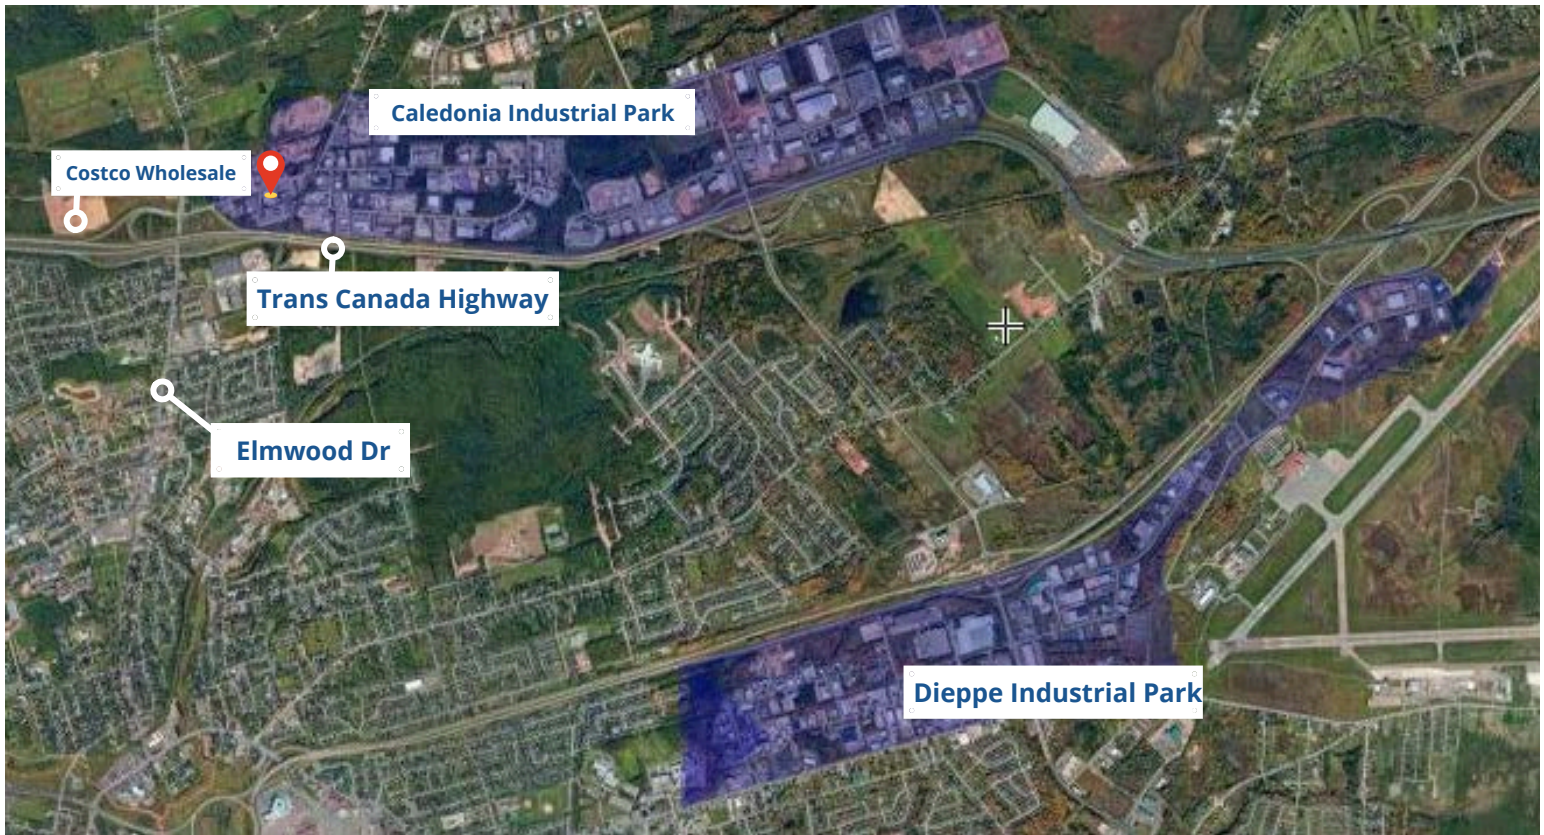 Caledonia Industrial Park
Costco Wholesale
Trans Canada Highway
Elmwood Dr
Dieppe Industrial Park